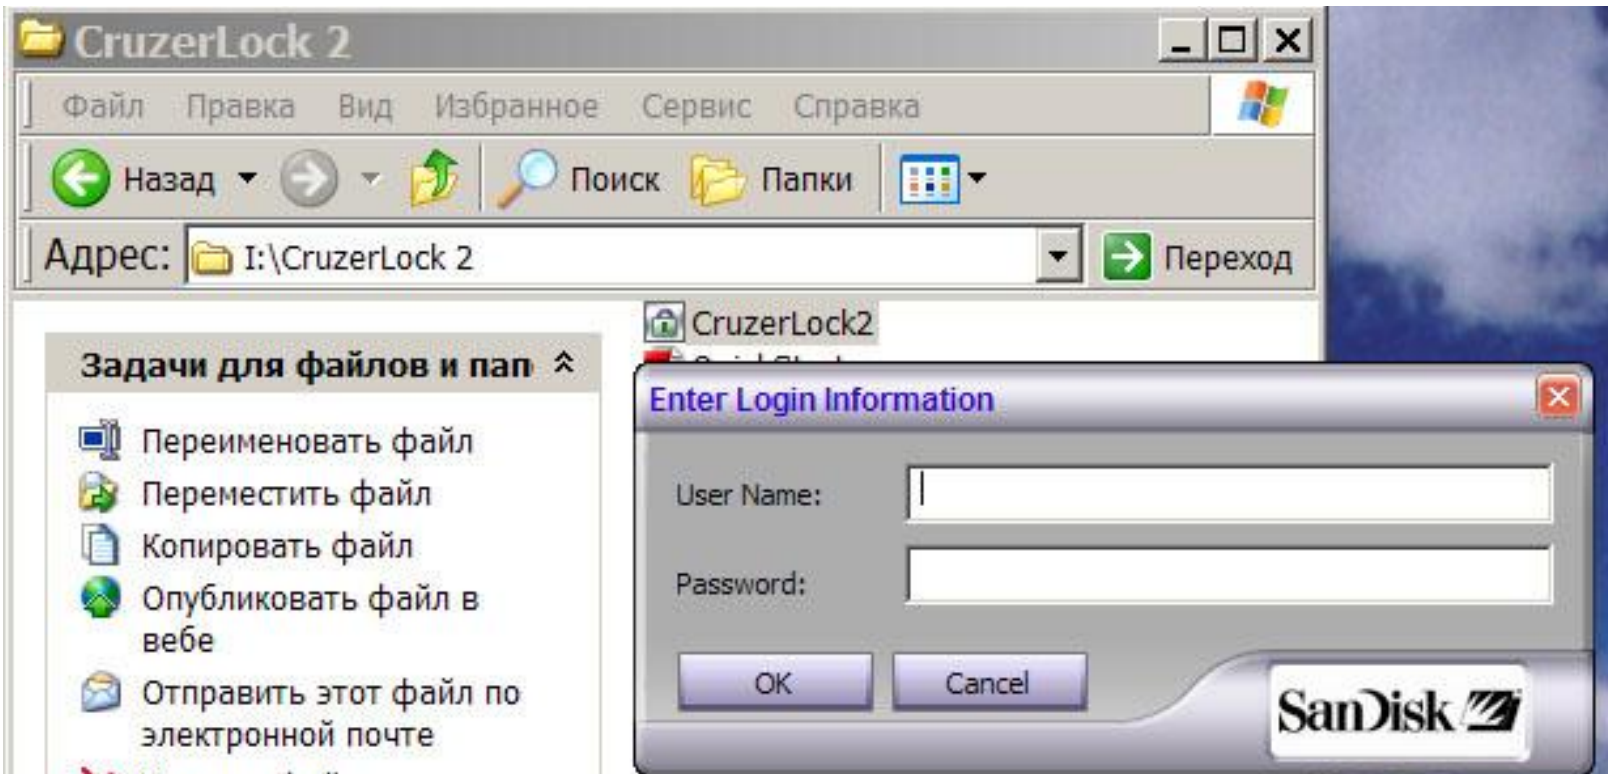 CruzerLock 2
Файл Правка Вид Избранное Сервис Справка
Назад Поиск Папки
Адрес: I:\CruzerLock 2 Переход
CruzerLock2
Задачи для файлов и пап
Переименовать файл
Переместить файл
Копировать файл
Опубликовать файл в
вебе
Отправить этот файл по
электронной почте
Enter Login Information
User Name:
Password:
OK Cancel
SanDisk